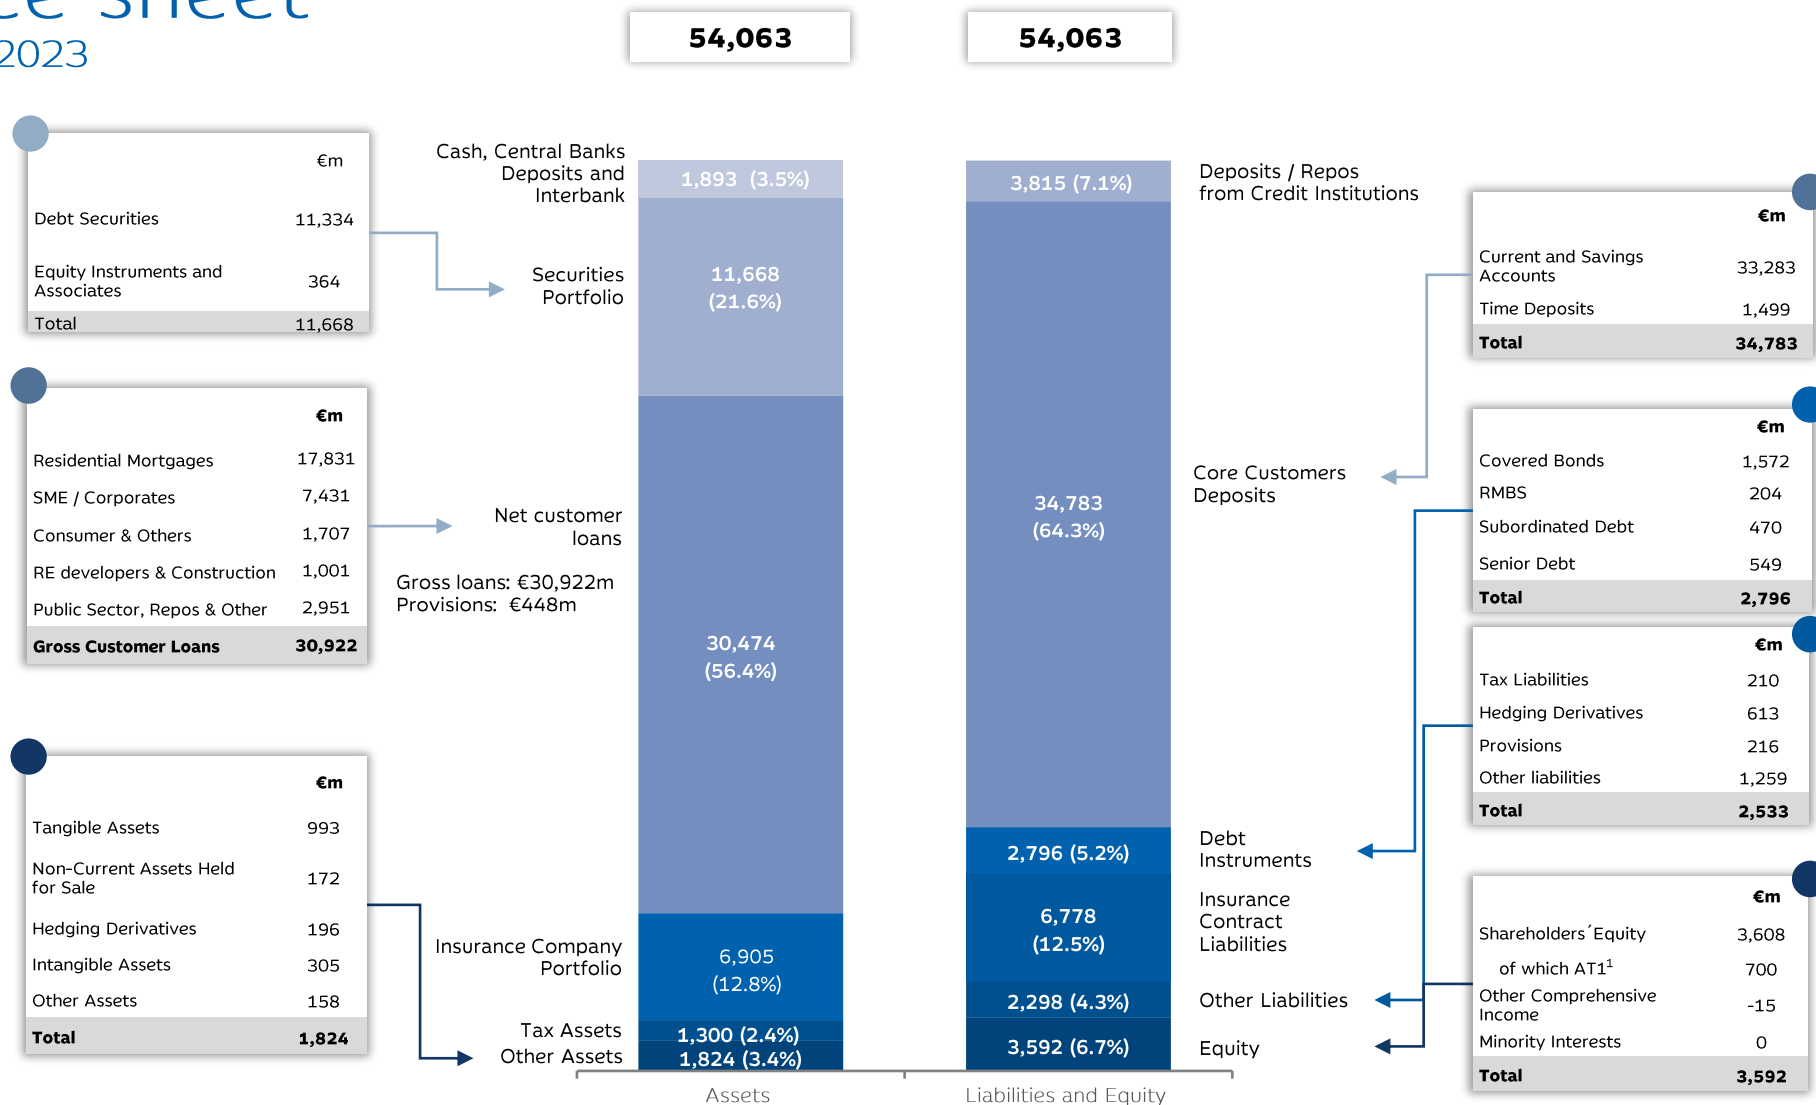 ce sheet
2023
54,063
54,063
€m
Debt Securities 11,334
Equity Instruments and
Associates 364
Total 11,668
€m
Residential Mortgages 17,831
SME / Corporates 7,431
Consumer & Others 1,707
RE developers & Construction 1,001
Public Sector, Repos & Other 2,951
Gross Customer Loans 30,922
€m
Tangible Assets 993
Non-Current Assets Held
for Sale 172
Hedging Derivatives 196
Intangible Assets 305
Other Assets 158
Total 1,824
Cash, Central Banks
Deposits and
Interbank
Securities
Portfolio
Net customer
loans
Gross loans: €30,922m
Provisions: €448m
Insurance Company
Portfolio
Tax Assets
Other Assets
1,893 (3.5%)
11,668
(21.6%)
30,474
(56.4%)
6,905
(12.8%)
1,300 (2.4%)
1,824 (3.4%)
Assets
3,815 (7.1%)
34,783
(64.3%)
2,796 (5.2%)
6,778
(12.5%)
2,298 (4.3%)
3,592 (6.7%)
Liabilities and Equity
Deposits / Repos
from Credit Institutions
Core Customers
Deposits
Debt
Instruments
Insurance
Contract
Liabilities
Other Liabilities
Equity
€m
Current and Savings
Accounts 33,283
Time Deposits 1,499
Total 34,783
€m
Covered Bonds 1,572
RMBS 204
Subordinated Debt 470
Senior Debt 549
Total 2,796
€m
Tax Liabilities 210
Hedging Derivatives 613
Provisions 216
Other liabilities 1,259
Total 2,533
€m
Shareholders´Equity 3,608
of which AT1¹ 700
Other Comprehensive
Income -15
Minority Interests 0
Total 3,592